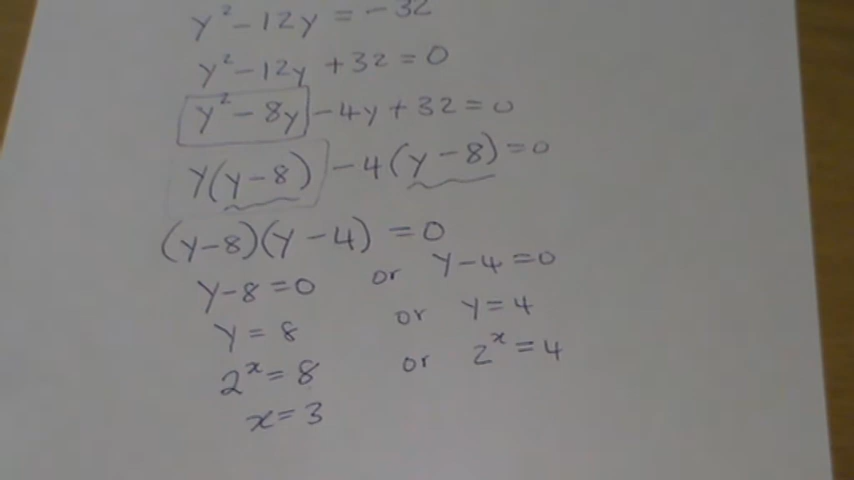 y² - 12y = -32
y² - 12y + 32 = 0
y² - 8y - 4y + 32 = 0
y(y - 8) - 4(y - 8) = 0
(y - 8)(y - 4) = 0
y - 8 = 0 or y - 4 = 0
y = 8 or y = 4
2ˣ = 8 or 2ˣ = 4
x = 3